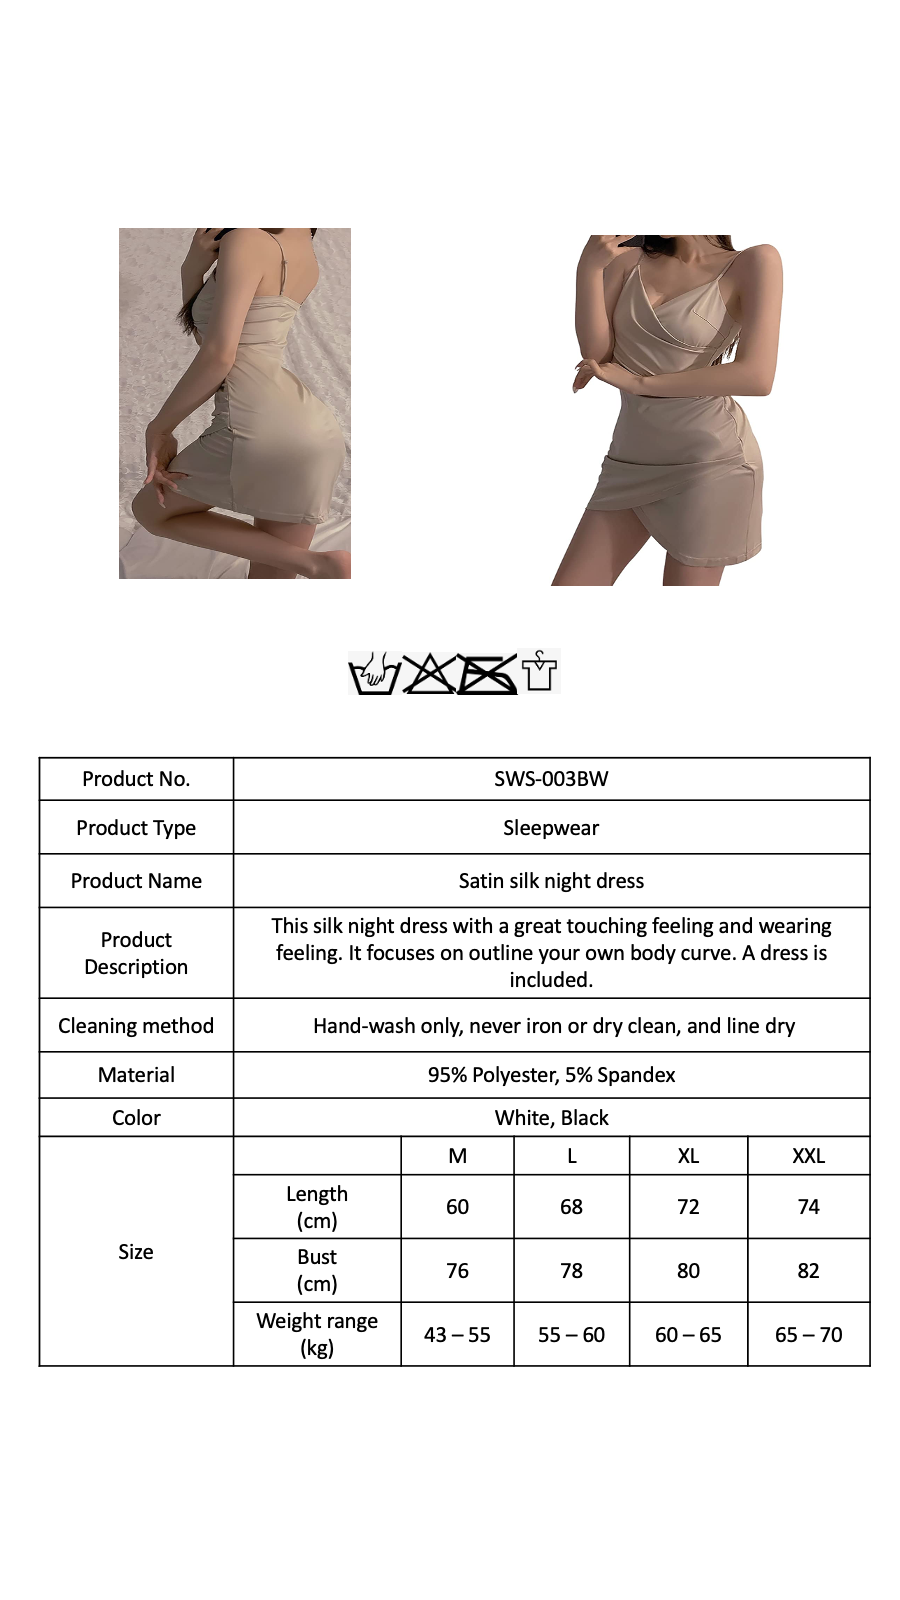 Product No.
SWS-003BW
Product Type
Sleepwear
Product Name
Satin silk night dress
Product
Description
This silk night dress with a great touching feeling and wearing
feeling. It focuses on outline your own body curve. A dress is
included.
Cleaning method
Hand-wash only, never iron or dry clean, and line dry
Material
95% Polyester, 5% Spandex
Color
White, Black
Size
M L XL XXL
Length
(cm)
60 68 72 74
Bust
(cm)
76 78 80 82
Weight range
(kg)
43 – 55 55 – 60 60 – 65 65 – 70